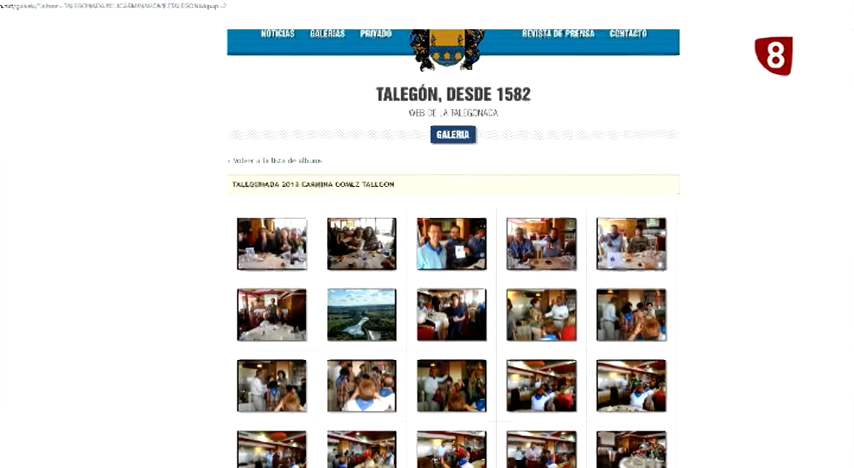 NOTICIAS GALERIAS PRIVADO REVISTA DE PRENSA CONTACTO
8
TALEGÓN, DESDE 1582
WEB DE LA TALEGONADA
GALERIA
Volver a la lista de albums
TALEGONADA 2013 CARMINA GOMEZ TALEGON